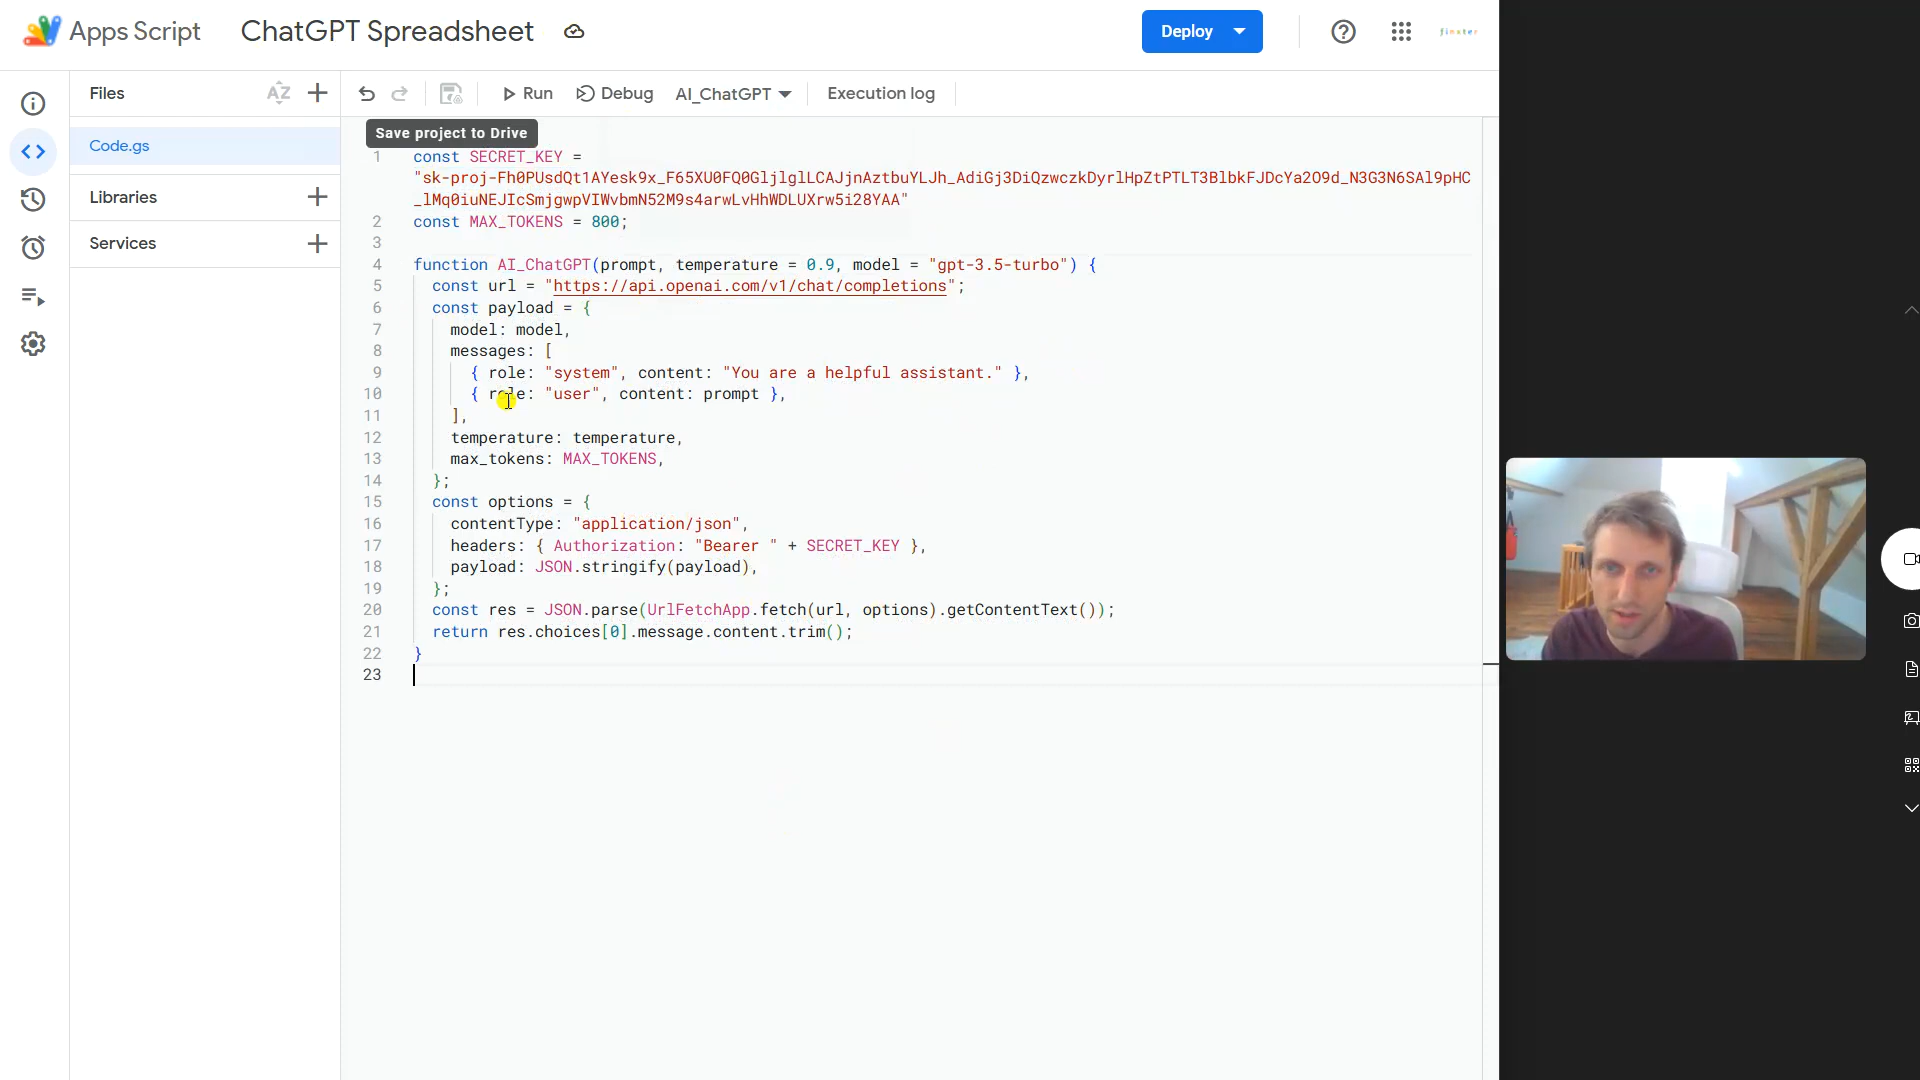 Apps Script
ChatGPT Spreadsheet
Deploy
finxter
Files
AZ
Run
Debug
AI_ChatGPT
Execution log
Code.gs
Libraries
Services
Save project to Drive
1 const SECRET_KEY =
2 const MAX_TOKENS = 800;
3
4 function AI_ChatGPT(prompt, temperature = 0.9, model = "gpt-3.5-turbo") {
5 const url = "https://api.openai.com/v1/chat/completions";
6 const payload = {
7 model: model,
8 messages: [
9 { role: "system", content: "You are a helpful assistant." },
10 { role: "user", content: prompt },
11 ],
12 temperature: temperature,
13 max_tokens: MAX_TOKENS,
14 };
15 const options = {
16 contentType: "application/json",
17 headers: { Authorization: "Bearer " + SECRET_KEY },
18 payload: JSON.stringify(payload),
19 };
20 const res = JSON.parse(UrlFetchApp.fetch(url, options).getContentText());
21 return res.choices[0].message.content.trim();
22 }
23